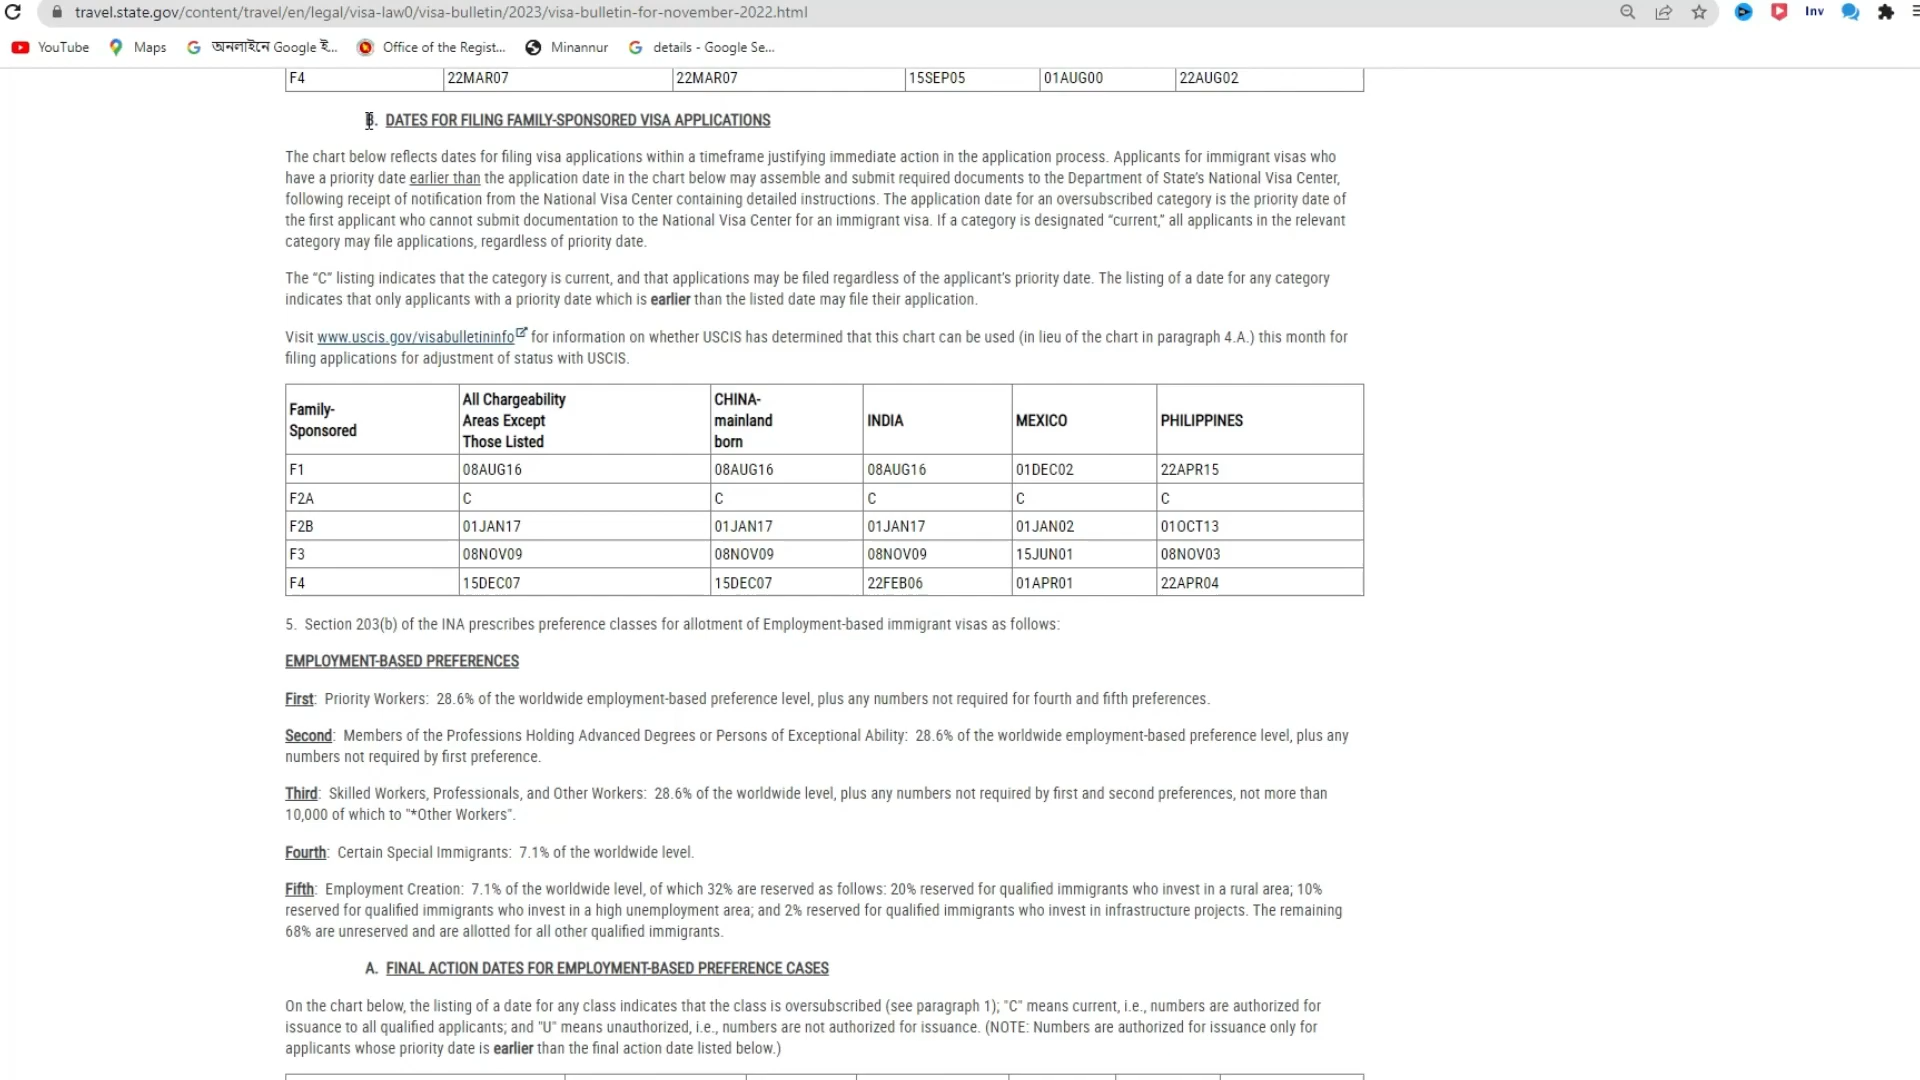 travel.state.gov/content/travel/en/legal/visa-law0/visa-bulletin/2023/visa-bulletin-for-november-2022.html
Inv
YouTube Maps অনলাইনে Google ই... Office of the Regist... Minannur details - Google Se...
F4 22MAR07 22MAR07 15SEP05 01AUG00 22AUG02
B. DATES FOR FILING FAMILY-SPONSORED VISA APPLICATIONS
The chart below reflects dates for filing visa applications within a timeframe justifying immediate action in the application process. Applicants for immigrant visas who
have a priority date earlier than the application date in the chart below may assemble and submit required documents to the Department of State's National Visa Center,
following receipt of notification from the National Visa Center containing detailed instructions. The application date for an oversubscribed category is the priority date of
the first applicant who cannot submit documentation to the National Visa Center for an immigrant visa. If a category is designated “current,” all applicants in the relevant
category may file applications, regardless of priority date.
The “C” listing indicates that the category is current, and that applications may be filed regardless of the applicant's priority date. The listing of a date for any category
indicates that only applicants with a priority date which is earlier than the listed date may file their application.
Visit www.uscis.gov/visabulletininfo for information on whether USCIS has determined that this chart can be used (in lieu of the chart in paragraph 4.A.) this month for
filing applications for adjustment of status with USCIS.
Family-
Sponsored
All Chargeability
Areas Except
Those Listed
CHINA-
mainland
born
INDIA
MEXICO
PHILIPPINES
F1 08AUG16 08AUG16 08AUG16 01DEC02 22APR15
F2A C C C C C
F2B 01JAN17 01JAN17 01JAN17 01JAN02 01OCT13
F3 08NOV09 08NOV09 08NOV09 15JUN01 08NOV03
F4 15DEC07 15DEC07 22FEB06 01APR01 22APR04
5. Section 203(b) of the INA prescribes preference classes for allotment of Employment-based immigrant visas as follows:
EMPLOYMENT-BASED PREFERENCES
First: Priority Workers: 28.6% of the worldwide employment-based preference level, plus any numbers not required for fourth and fifth preferences.
Second: Members of the Professions Holding Advanced Degrees or Persons of Exceptional Ability: 28.6% of the worldwide employment-based preference level, plus any
numbers not required by first preference.
Third: Skilled Workers, Professionals, and Other Workers: 28.6% of the worldwide level, plus any numbers not required by first and second preferences, not more than
10,000 of which to "*Other Workers".
Fourth: Certain Special Immigrants: 7.1% of the worldwide level.
Fifth: Employment Creation: 7.1% of the worldwide level, of which 32% are reserved as follows: 20% reserved for qualified immigrants who invest in a rural area; 10%
reserved for qualified immigrants who invest in a high unemployment area; and 2% reserved for qualified immigrants who invest in infrastructure projects. The remaining
68% are unreserved and are allotted for all other qualified immigrants.
A. FINAL ACTION DATES FOR EMPLOYMENT-BASED PREFERENCE CASES
On the chart below, the listing of a date for any class indicates that the class is oversubscribed (see paragraph 1); "C" means current, i.e., numbers are authorized for
issuance to all qualified applicants; and "U" means unauthorized, i.e., numbers are not authorized for issuance. (NOTE: Numbers are authorized for issuance only for
applicants whose priority date is earlier than the final action date listed below.)